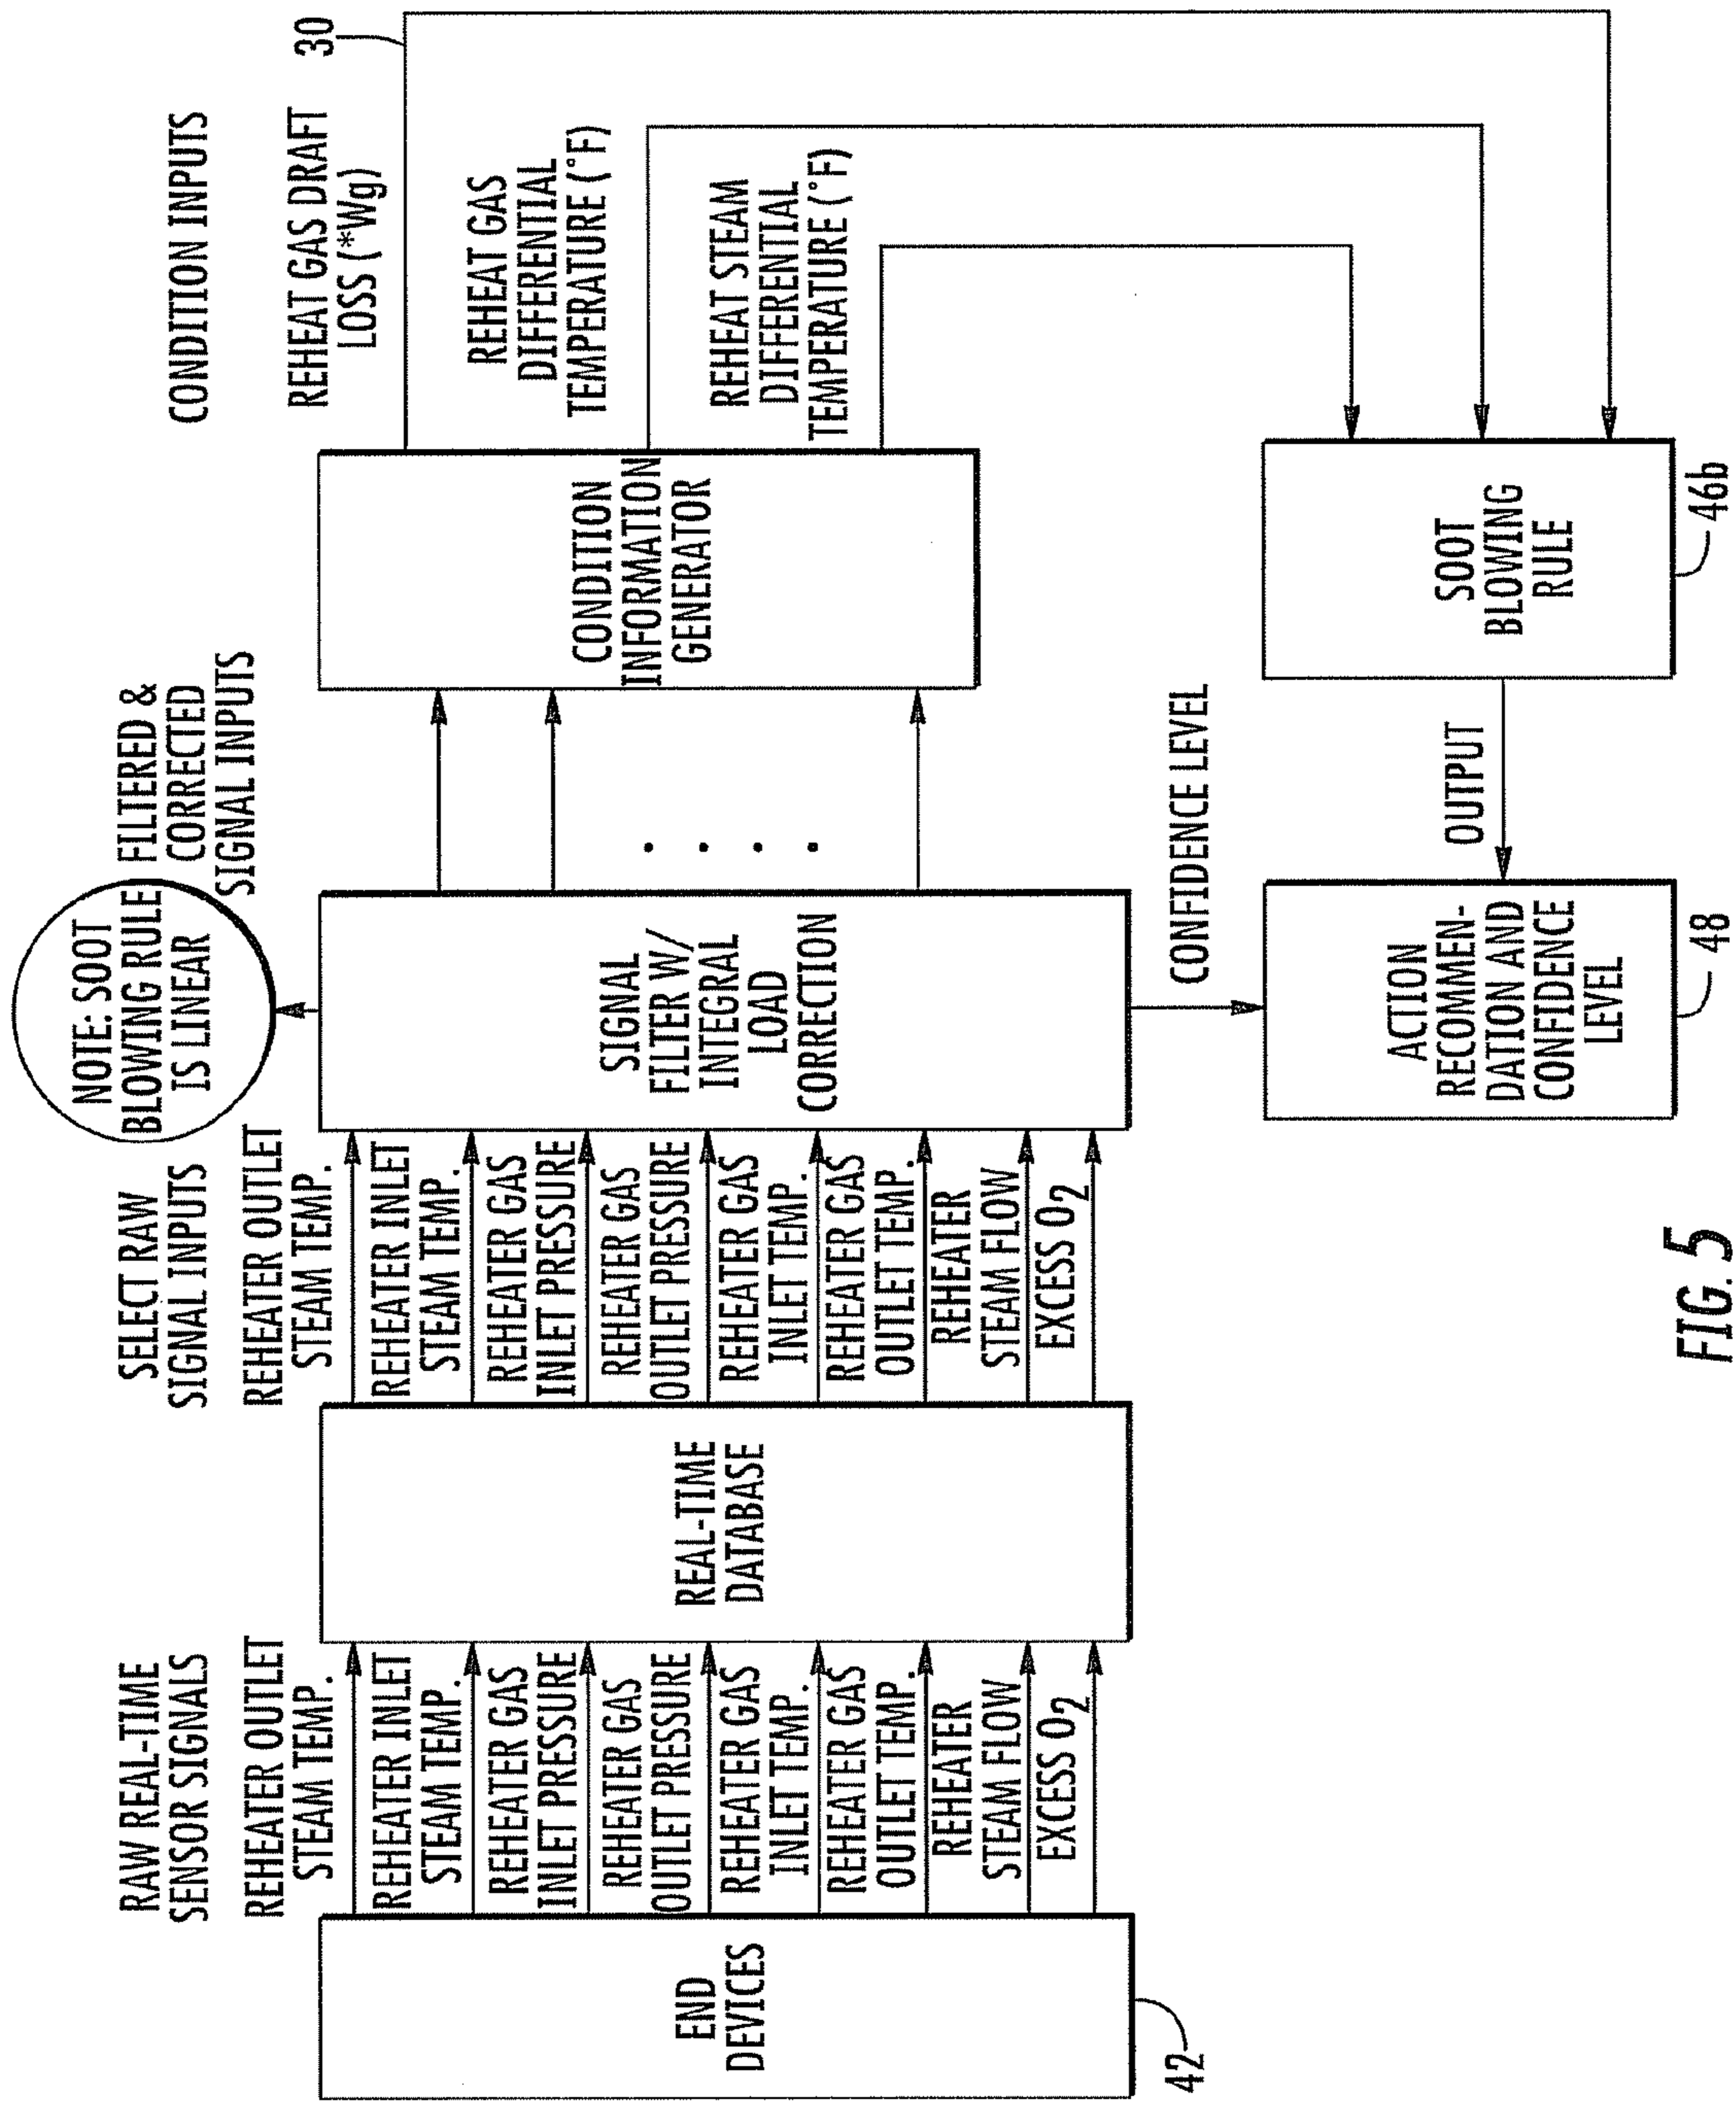 RAW REAL-TIME
SENSOR SIGNALS
SELECT RAW
SIGNAL INPUTS
NOTE: SOOT
BLOWING RULE
IS LINEAR
FILTERED &
CORRECTED
SIGNAL INPUTS
CONDITION INPUTS
END
DEVICES
42
REHEATER OUTLET
STEAM TEMP.
REHEATER INLET
STEAM TEMP.
REHEATER GAS
INLET PRESSURE
REHEATER GAS
OUTLET PRESSURE
REHEATER GAS
INLET TEMP.
REHEATER GAS
OUTLET TEMP.
REHEATER
STEAM FLOW
EXCESS O2
REAL-TIME
DATABASE
REHEATER OUTLET
STEAM TEMP.
REHEATER INLET
STEAM TEMP.
REHEATER GAS
INLET PRESSURE
REHEATER GAS
OUTLET PRESSURE
REHEATER GAS
INLET TEMP.
REHEATER GAS
OUTLET TEMP.
REHEATER
STEAM FLOW
EXCESS O2
SIGNAL
FILTER W/
INTEGRAL
LOAD
CORRECTION
CONDITION
INFORMATION
GENERATOR
REHEAT GAS DRAFT
LOSS (*Wg)
30
REHEAT GAS
DIFFERENTIAL
TEMPERATURE (°F)
REHEAT STEAM
DIFFERENTIAL
TEMPERATURE (°F)
CONFIDENCE LEVEL
ACTION
RECOMMEN-
DATION AND
CONFIDENCE
LEVEL
48
OUTPUT
SOOT
BLOWING
RULE
46b
FIG. 5